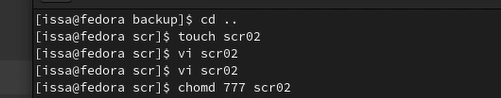 [issa@fedora backup]$ cd ..
[issa@fedora scr]$ touch scr02
[issa@fedora scr]$ vi scr02
[issa@fedora scr]$ vi scr02
[issa@fedora scr]$ chomd 777 scr02